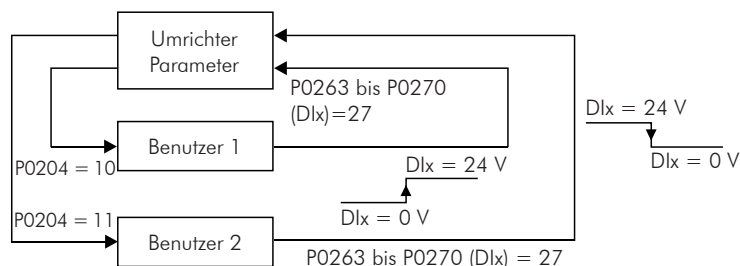 Umrichter
Parameter
P0263 bis P0270
(DIx)=27
DIx = 24 V
DIx = 0 V
Benutzer 1
P0204 = 10
DIx = 24 V
DIx = 0 V
P0204 = 11
Benutzer 2
P0263 bis P0270 (DIx) = 27